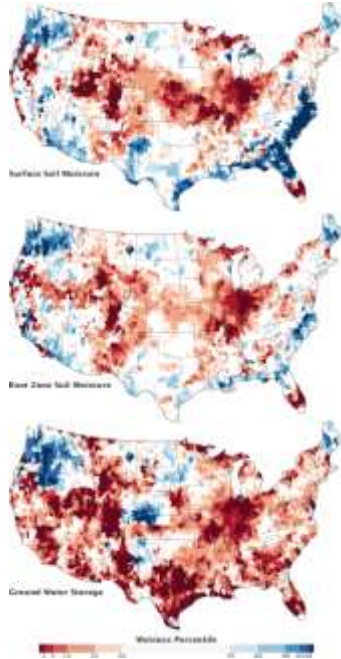 Surface Soil Moisture
Root Zone Soil Moisture
Ground Water Storage
Wetness Percentile